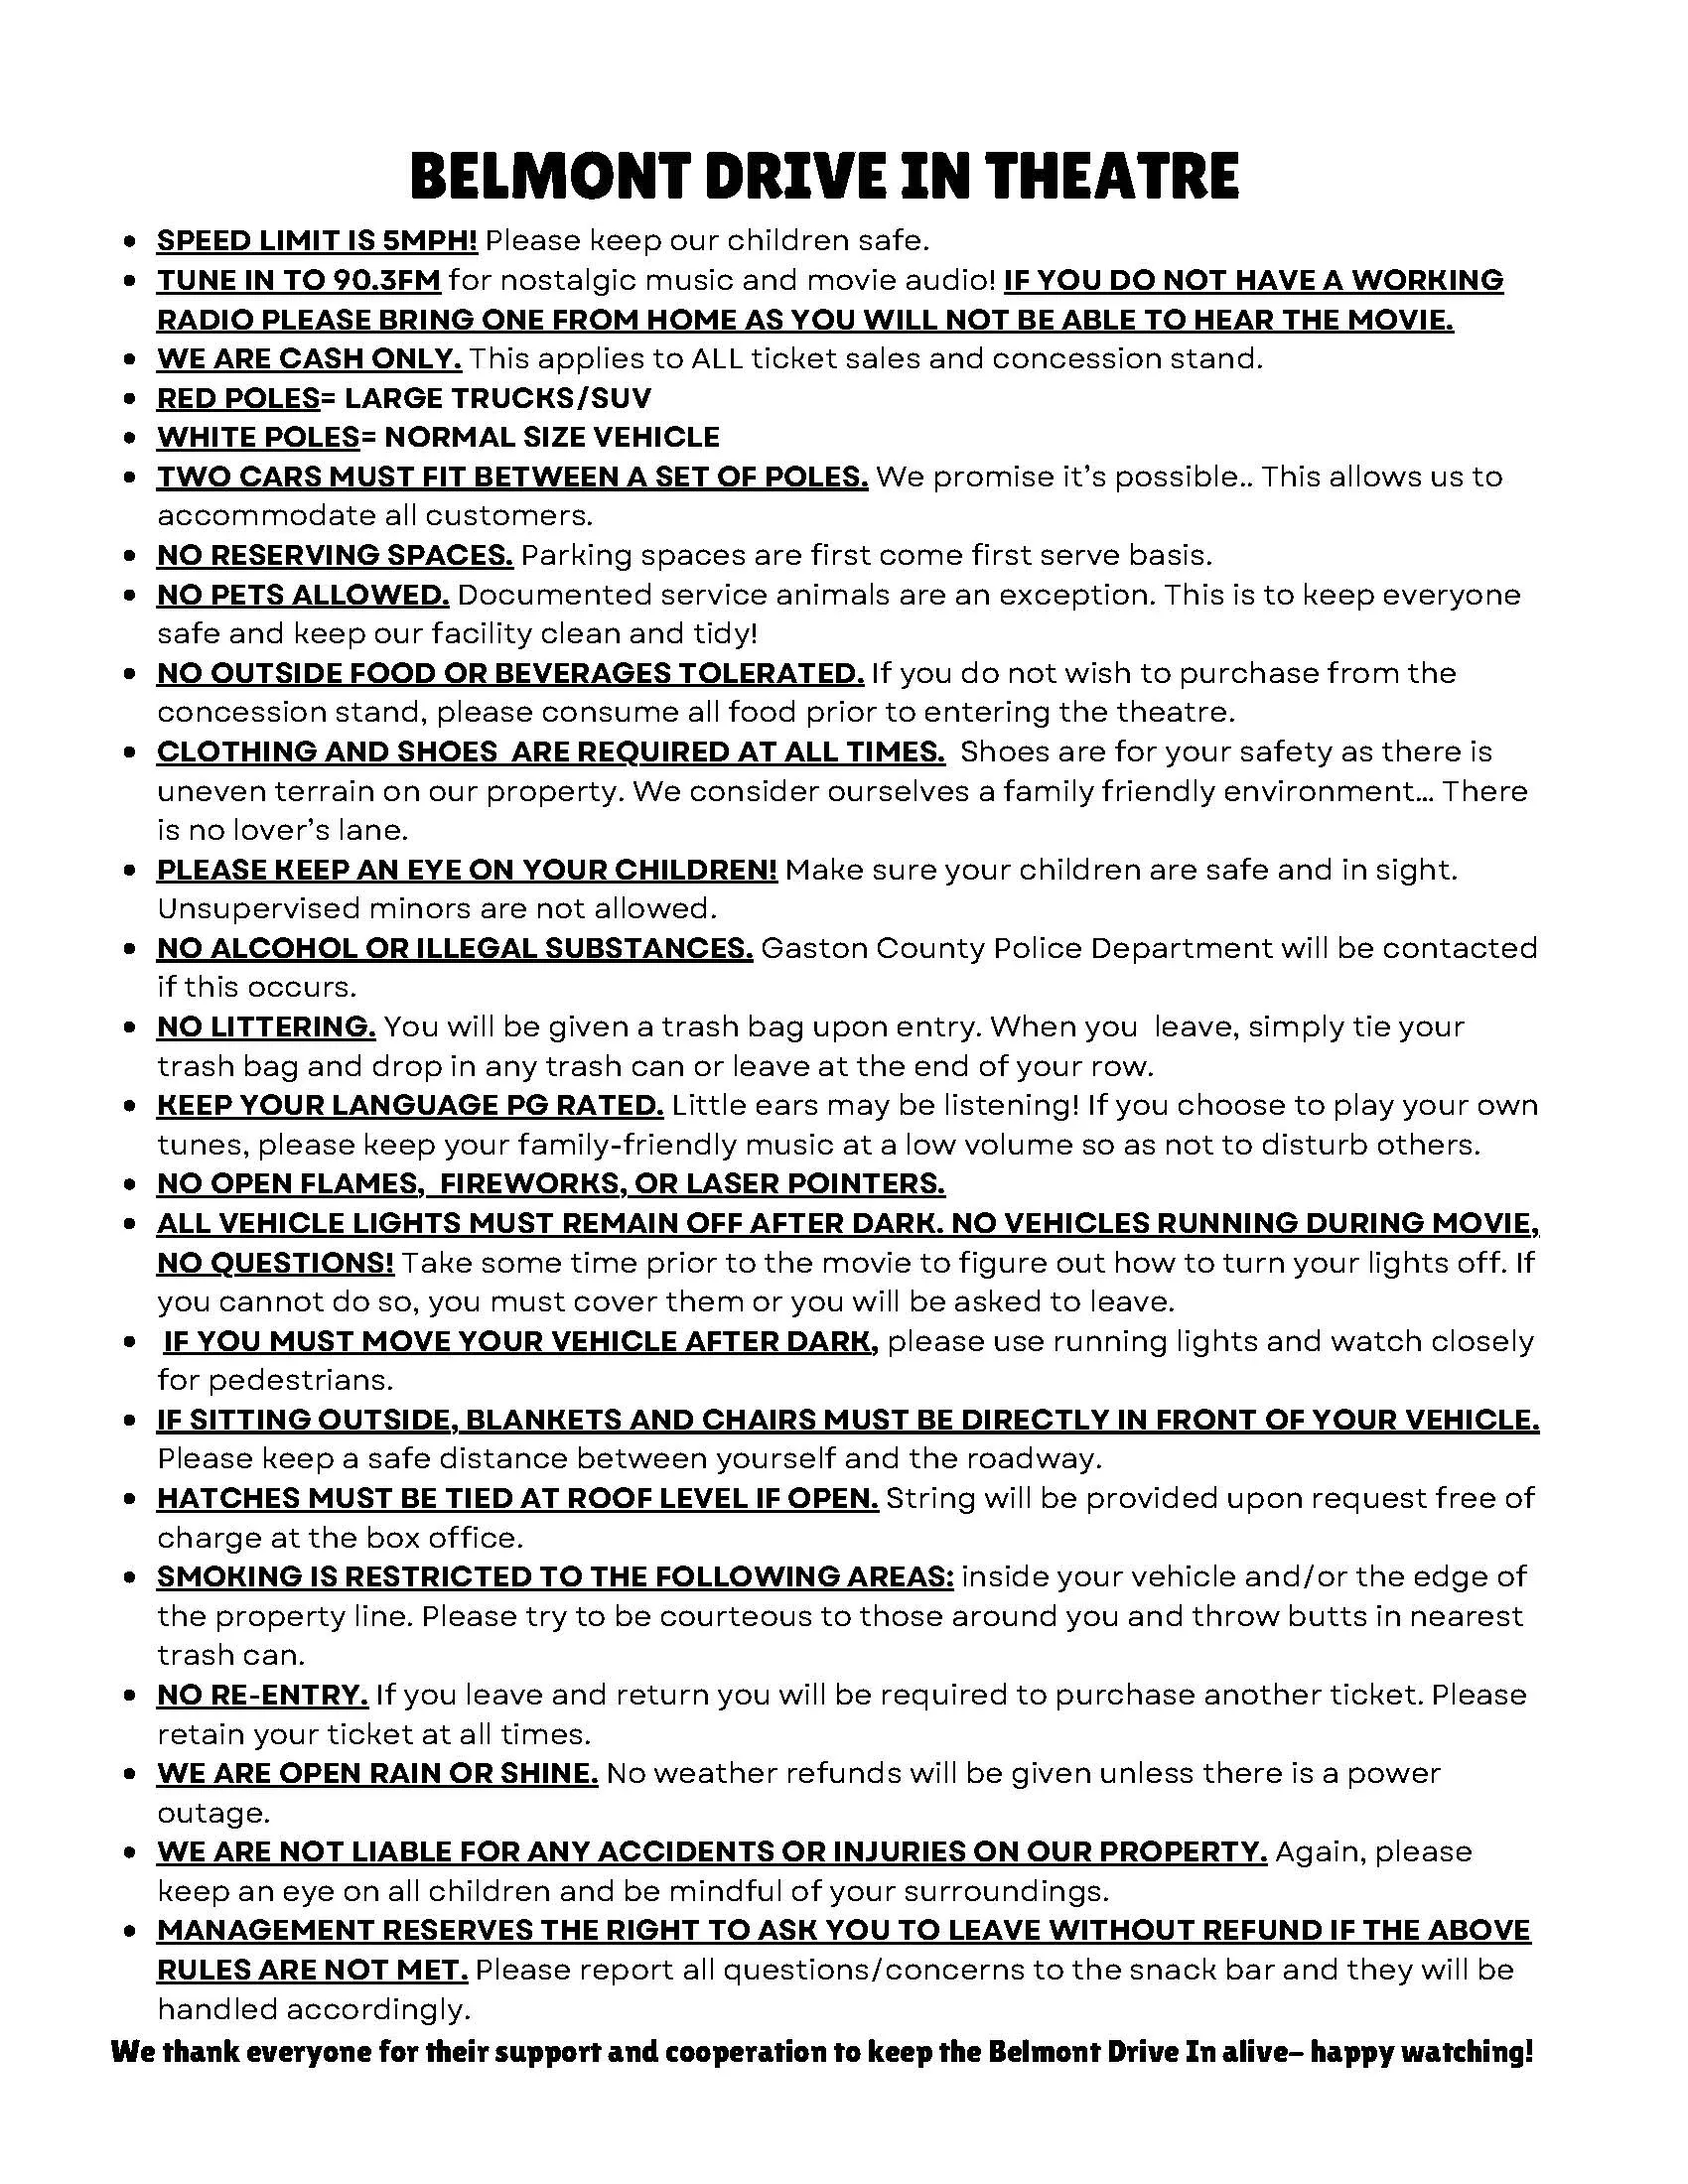 BELMONT DRIVE IN THEATRE
• SPEED LIMIT IS 5MPH! Please keep our children safe.
• TUNE IN TO 90.3FM for nostalgic music and movie audio! IF YOU DO NOT HAVE A WORKING
RADIO PLEASE BRING ONE FROM HOME AS YOU WILL NOT BE ABLE TO HEAR THE MOVIE.
• WE ARE CASH ONLY. This applies to ALL ticket sales and concession stand.
• RED POLES= LARGE TRUCKS/SUV
• WHITE POLES= NORMAL SIZE VEHICLE
• TWO CARS MUST FIT BETWEEN A SET OF POLES. We promise it's possible.. This allows us to
accommodate all customers.
• NO RESERVING SPACES. Parking spaces are first come first serve basis.
• NO PETS ALLOWED. Documented service animals are an exception. This is to keep everyone
safe and keep our facility clean and tidy!
• NO OUTSIDE FOOD OR BEVERAGES TOLERATED. If you do not wish to purchase from the
concession stand, please consume all food prior to entering the theatre.
• CLOTHING AND SHOES ARE REQUIRED AT ALL TIMES. Shoes are for your safety as there is
uneven terrain on our property. We consider ourselves a family friendly environment... There
is no lover's lane.
• PLEASE KEEP AN EYE ON YOUR CHILDREN! Make sure your children are safe and in sight.
Unsupervised minors are not allowed.
• NO ALCOHOL OR ILLEGAL SUBSTANCES. Gaston County Police Department will be contacted
if this occurs.
• NO LITTERING. You will be given a trash bag upon entry. When you leave, simply tie your
trash bag and drop in any trash can or leave at the end of your row.
• KEEP YOUR LANGUAGE PG RATED. Little ears may be listening! If you choose to play your own
tunes, please keep your family-friendly music at a low volume so as not to disturb others.
• NO OPEN FLAMES, FIREWORKS, OR LASER POINTERS.
• ALL VEHICLE LIGHTS MUST REMAIN OFF AFTER DARK. NO VEHICLES RUNNING DURING MOVIE,
NO QUESTIONS! Take some time prior to the movie to figure out how to turn your lights off. If
you cannot do so, you must cover them or you will be asked to leave.
• IF YOU MUST MOVE YOUR VEHICLE AFTER DARK, please use running lights and watch closely
for pedestrians.
• IF SITTING OUTSIDE, BLANKETS AND CHAIRS MUST BE DIRECTLY IN FRONT OF YOUR VEHICLE.
Please keep a safe distance between yourself and the roadway.
• HATCHES MUST BE TIED AT ROOF LEVEL IF OPEN. String will be provided upon request free of
charge at the box office.
• SMOKING IS RESTRICTED TO THE FOLLOWING AREAS: inside your vehicle and/or the edge of
the property line. Please try to be courteous to those around you and throw butts in nearest
trash can.
• NO RE-ENTRY. If you leave and return you will be required to purchase another ticket. Please
retain your ticket at all times.
• WE ARE OPEN RAIN OR SHINE. No weather refunds will be given unless there is a power
outage.
• WE ARE NOT LIABLE FOR ANY ACCIDENTS OR INJURIES ON OUR PROPERTY. Again, please
keep an eye on all children and be mindful of your surroundings.
• MANAGEMENT RESERVES THE RIGHT TO ASK YOU TO LEAVE WITHOUT REFUND IF THE ABOVE
RULES ARE NOT MET. Please report all questions/concerns to the snack bar and they will be
handled accordingly.
We thank everyone for their support and cooperation to keep the Belmont Drive In alive– happy watching!